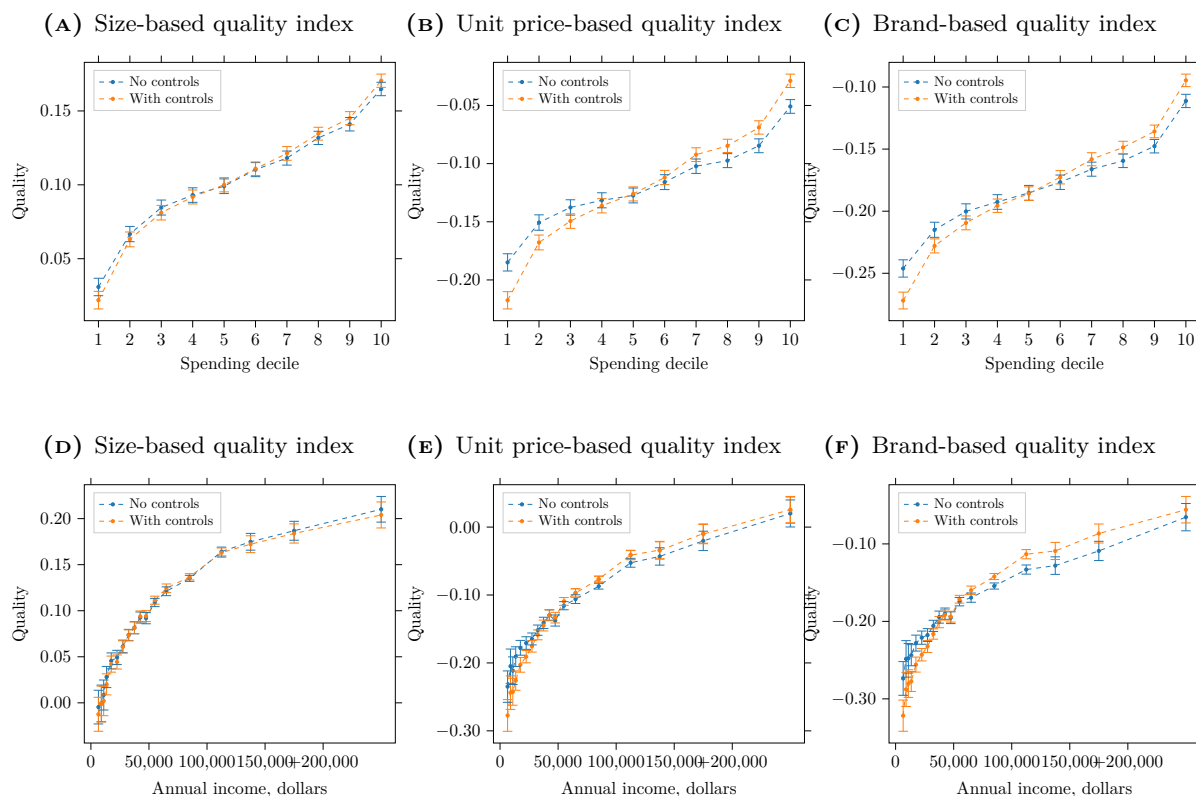 (A) Size-based quality index
(B) Unit price-based quality index
(C) Brand-based quality index
No controls
With controls
0.15
0.10
0.05
Quality
1 2 3 4 5 6 7 8 9 10
Spending decile
No controls
With controls
−0.05
−0.10
−0.15
−0.20
Quality
1 2 3 4 5 6 7 8 9 10
Spending decile
No controls
With controls
−0.10
−0.15
−0.20
−0.25
Quality
1 2 3 4 5 6 7 8 9 10
Spending decile
(D) Size-based quality index
(E) Unit price-based quality index
(F) Brand-based quality index
No controls
With controls
0.20
0.15
0.10
0.05
0.00
Quality
0 50,000 100,000 150,000 +200,000
Annual income, dollars
No controls
With controls
0.00
−0.10
−0.20
−0.30
Quality
0 50,000 100,000 150,000 +200,000
Annual income, dollars
No controls
With controls
−0.10
−0.20
−0.30
Quality
0 50,000 100,000 150,000 +200,000
Annual income, dollars